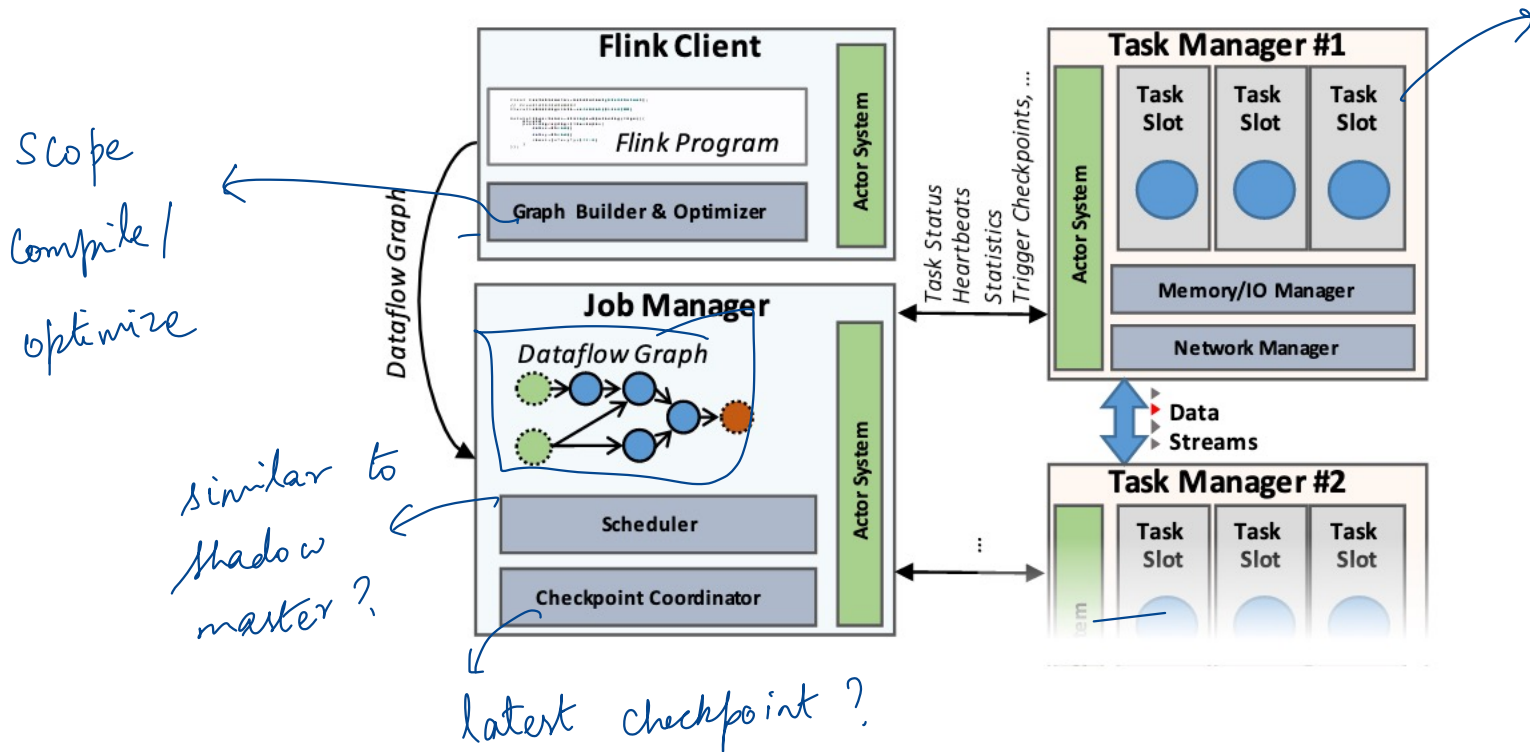 Flink Client
Flink Program
Graph Builder & Optimizer
Actor System
scope
compile/
optimize
Dataflow Graph
Job Manager
Dataflow Graph
Scheduler
Checkpoint Coordinator
Actor System
similar to
shadow
master?
latest checkpoint?
Task Status
Heartbeats
Statistics
Trigger Checkpoints, ...
...
Task Manager #1
Actor System
Task
Slot
Task
Slot
Task
Slot
Memory/IO Manager
Network Manager
Data
Streams
Task Manager #2
Task
Slot
Task
Slot
Task
Slot